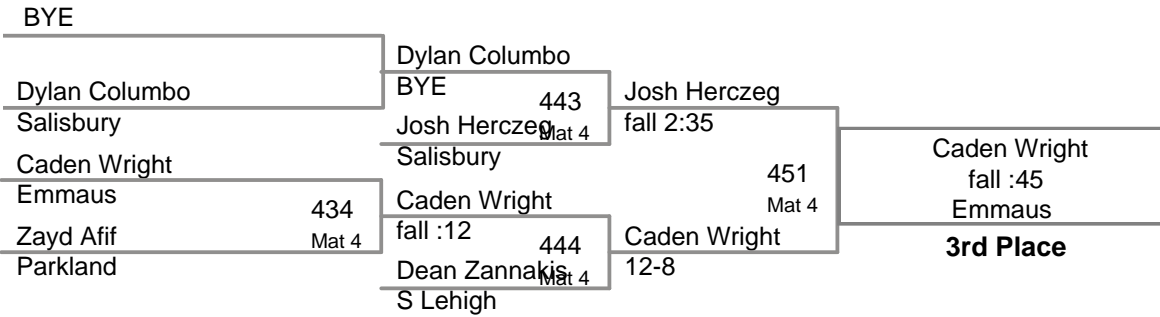 BYE
Dylan Columbo
Salisbury
Caden Wright
Emmaus
434
Mat 4
Zayd Afif
Parkland
Dylan Columbo
BYE
443
Mat 4
Josh Herczeg
Salisbury
Caden Wright
fall :12
444
Mat 4
Dean Zannakis
S Lehigh
Josh Herczeg
fall 2:35
451
Mat 4
Caden Wright
12-8
Caden Wright
fall :45
Emmaus
3rd Place